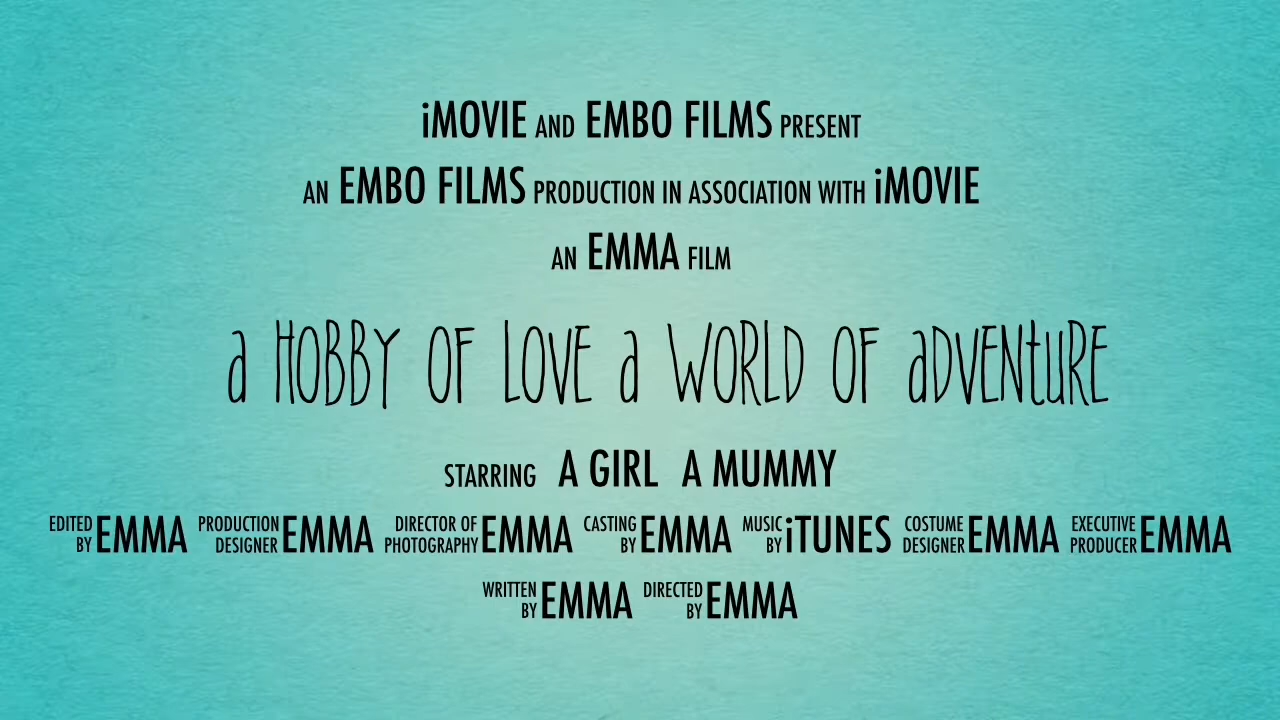 iMOVIE AND EMBO FILMS PRESENT
AN EMBO FILMS PRODUCTION IN ASSOCIATION WITH iMOVIE
AN EMMA FILM
a HOBBY OF LOVE a WORLD OF aDVENtuRE
STARRING A GIRL A MUMMY
EDITED BY EMMA PRODUCTION DESIGNER EMMA DIRECTOR OF PHOTOGRAPHY EMMA CASTING BY EMMA MUSIC BY iTUNES COSTUME DESIGNER EMMA EXECUTIVE PRODUCER EMMA
WRITTEN BY EMMA DIRECTED BY EMMA